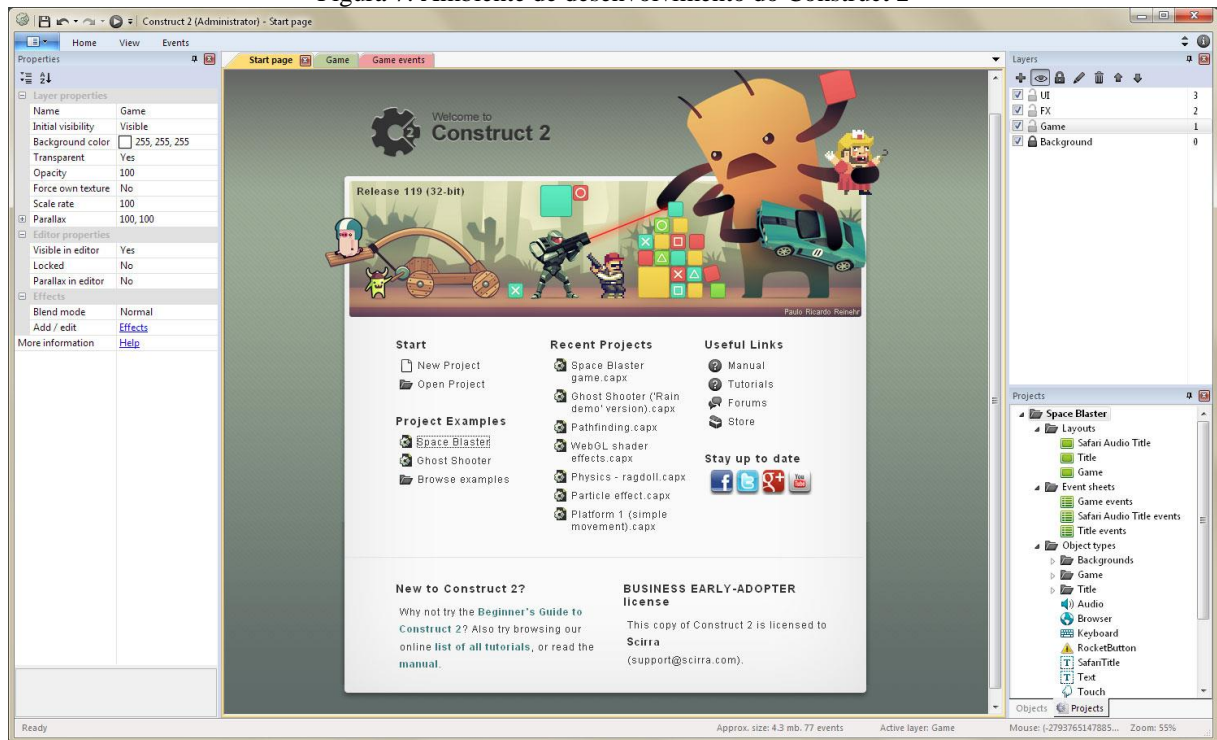 Figura 7: Ambiente de desenvolvimento do Construct 2
Construct 2 (Administrator) - Start page
Home View Events
Properties
Layer properties
Name Game
Initial visibility Visible
Background color 255, 255, 255
Transparent Yes
Opacity 100
Force own texture No
Scale rate 100
Parallax 100, 100
Editor properties
Visible in editor Yes
Locked No
Parallax in editor No
Effects
Blend mode Normal
Add / edit Effects
More information Help
Start page Game Game events
Welcome to
Construct 2
Release 119 (32-bit)
Paulo Ricardo Reinehr
Start
New Project
Open Project
Project Examples
Space Blaster
Ghost Shooter
Browse examples
Recent Projects
Space Blaster
game.capx
Ghost Shooter ('Rain
demo' version).capx
Pathfinding.capx
WebGL shader
effects.capx
Physics - ragdoll.capx
Particle effect.capx
Platform 1 (simple
movement).capx
Useful Links
Manual
Tutorials
Forums
Store
Stay up to date
You
New to Construct 2?
Why not try the Beginner's Guide to
Construct 2? Also try browsing our
online list of all tutorials, or read the
manual.
BUSINESS EARLY-ADOPTER
license
This copy of Construct 2 is licensed to
Scirra
(support@scirra.com).
Layers
UI 3
FX 2
Game 1
Background 0
Projects
Space Blaster
Layouts
Safari Audio Title
Title
Game
Event sheets
Game events
Safari Audio Title events
Title events
Object types
Backgrounds
Game
Title
Audio
Browser
Keyboard
RocketButton
SafariTitle
Text
Touch
Objects Projects
Ready Approx. size: 4.3 mb. 77 events Active layer: Game Mouse: (-2793765147885... Zoom: 55%